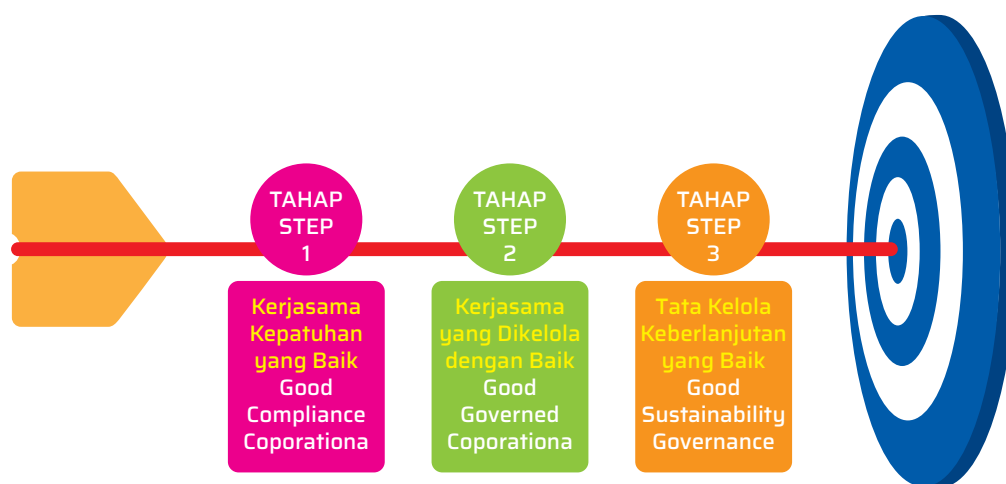 TAHAP
STEP
1
Kerjasama
Kepatuhan
yang Baik
Good
Compliance
Coporationa
TAHAP
STEP
2
Kerjasama
yang Dikelola
dengan Baik
Good
Governed
Coporationa
TAHAP
STEP
3
Tata Kelola
Keberlanjutan
yang Baik
Good
Sustainability
Governance